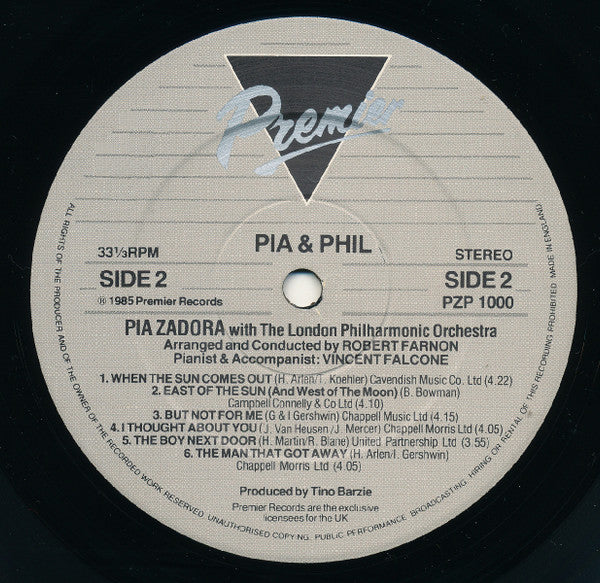 Premier
PIA & PHIL
33⅓RPM
STEREO
SIDE 2
SIDE 2
℗ 1985 Premier Records
PZP 1000
PIA ZADORA with The London Philharmonic Orchestra
Arranged and Conducted by ROBERT FARNON
Pianist & Accompanist: VINCENT FALCONE
1. WHEN THE SUN COMES OUT (H. Arlen/T. Koehler) Cavendish Music Co. Ltd (4.22)
2. EAST OF THE SUN (And West of The Moon) (B. Bowman)
Campbell Connelly & Co Ltd (4.10)
3. BUT NOT FOR ME (G & I Gershwin) Chappell Music Ltd (4.15)
4. I THOUGHT ABOUT YOU (J. Van Heusen/J. Mercer) Chappell Morris Ltd (4.05)
5. THE BOY NEXT DOOR (H. Martin/R. Blane) United Partnership Ltd (3 55)
6. THE MAN THAT GOT AWAY (H. Arlen/I. Gershwin)
Chappell Morris Ltd (4.05)
Produced by Tino Barzie
Premier Records are the exclusive
licensees for the UK
ALL RIGHTS OF THE PRODUCER AND OF THE OWNER OF THE RECORDED WORK RESERVED. UNAUTHORISED COPYING, PUBLIC PERFORMANCE, BROADCASTING, HIRING OR RENTAL OF THIS RECORDING PROHIBITED MADE IN ENGLAND